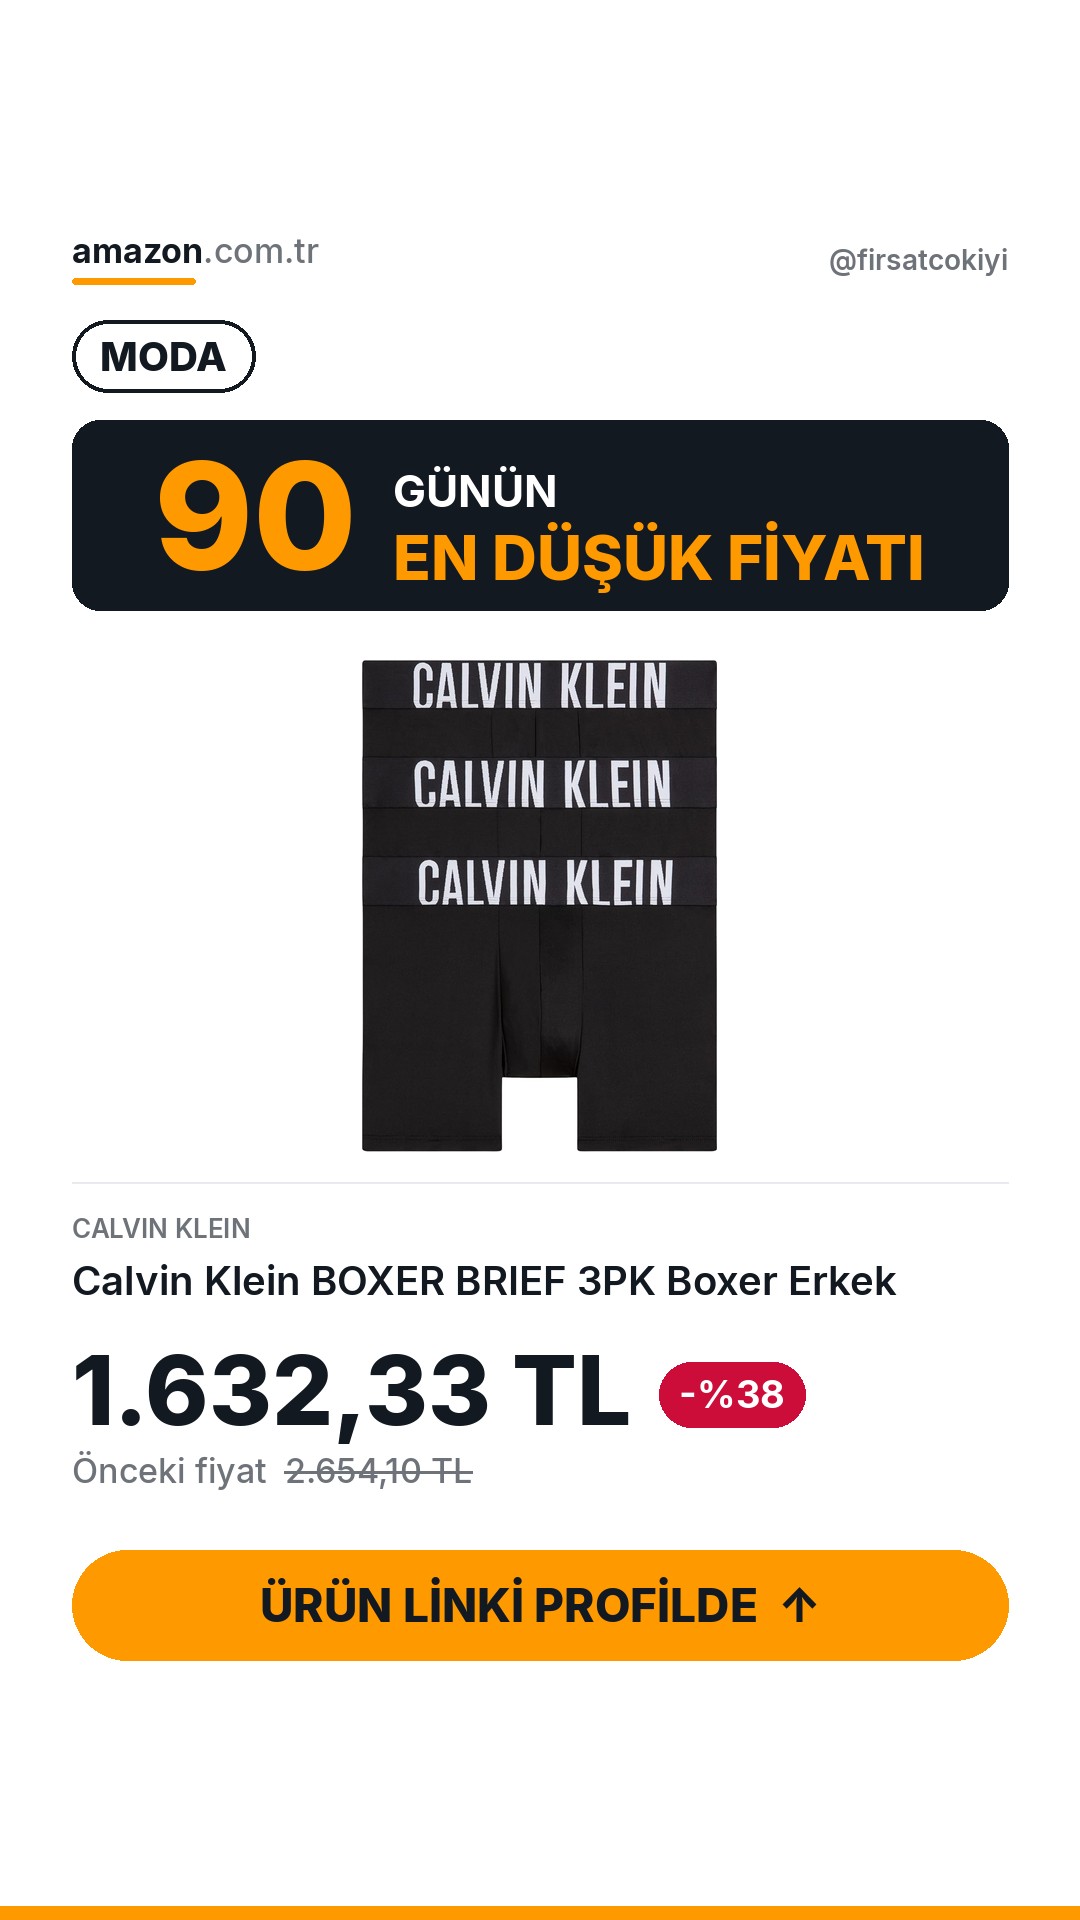 amazon.com.tr
@firsatcokiyi
MODA
90 GÜNÜN
EN DÜŞÜK FİYATI
CALVIN KLEIN
CALVIN KLEIN
CALVIN KLEIN
CALVIN KLEIN
Calvin Klein BOXER BRIEF 3PK Boxer Erkek
1.632,33 TL -%38
Önceki fiyat 2.654,10 TL
ÜRÜN LİNKİ PROFİLDE ↑